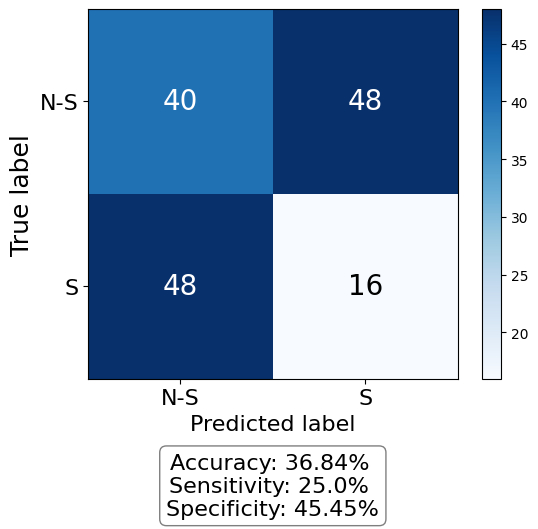 True label
N-S
S
40 48
48 16
N-S S
Predicted label
45
40
35
30
25
20
Accuracy: 36.84%
Sensitivity: 25.0%
Specificity: 45.45%